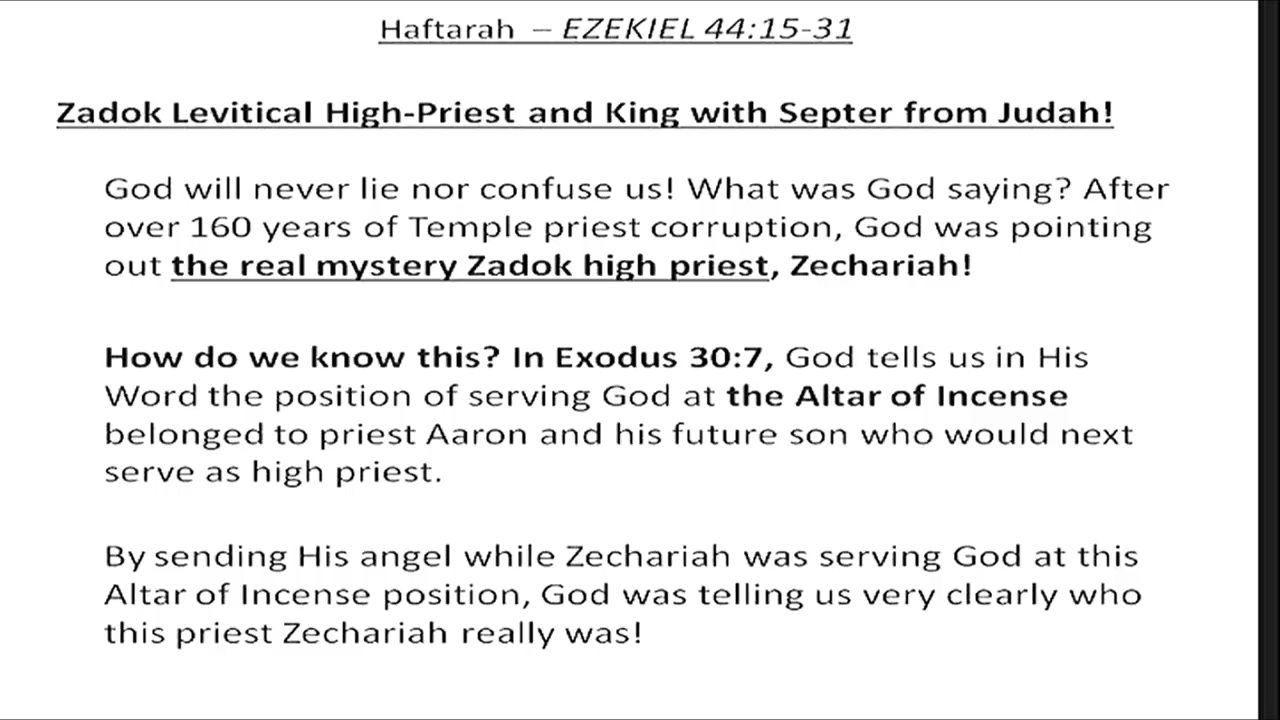 Haftarah – EZEKIEL 44:15-31
Zadok Levitical High-Priest and King with Septer from Judah!
God will never lie nor confuse us! What was God saying? After
over 160 years of Temple priest corruption, God was pointing
out the real mystery Zadok high priest, Zechariah!
How do we know this? In Exodus 30:7, God tells us in His
Word the position of serving God at the Altar of Incense
belonged to priest Aaron and his future son who would next
serve as high priest.
By sending His angel while Zechariah was serving God at this
Altar of Incense position, God was telling us very clearly who
this priest Zechariah really was!